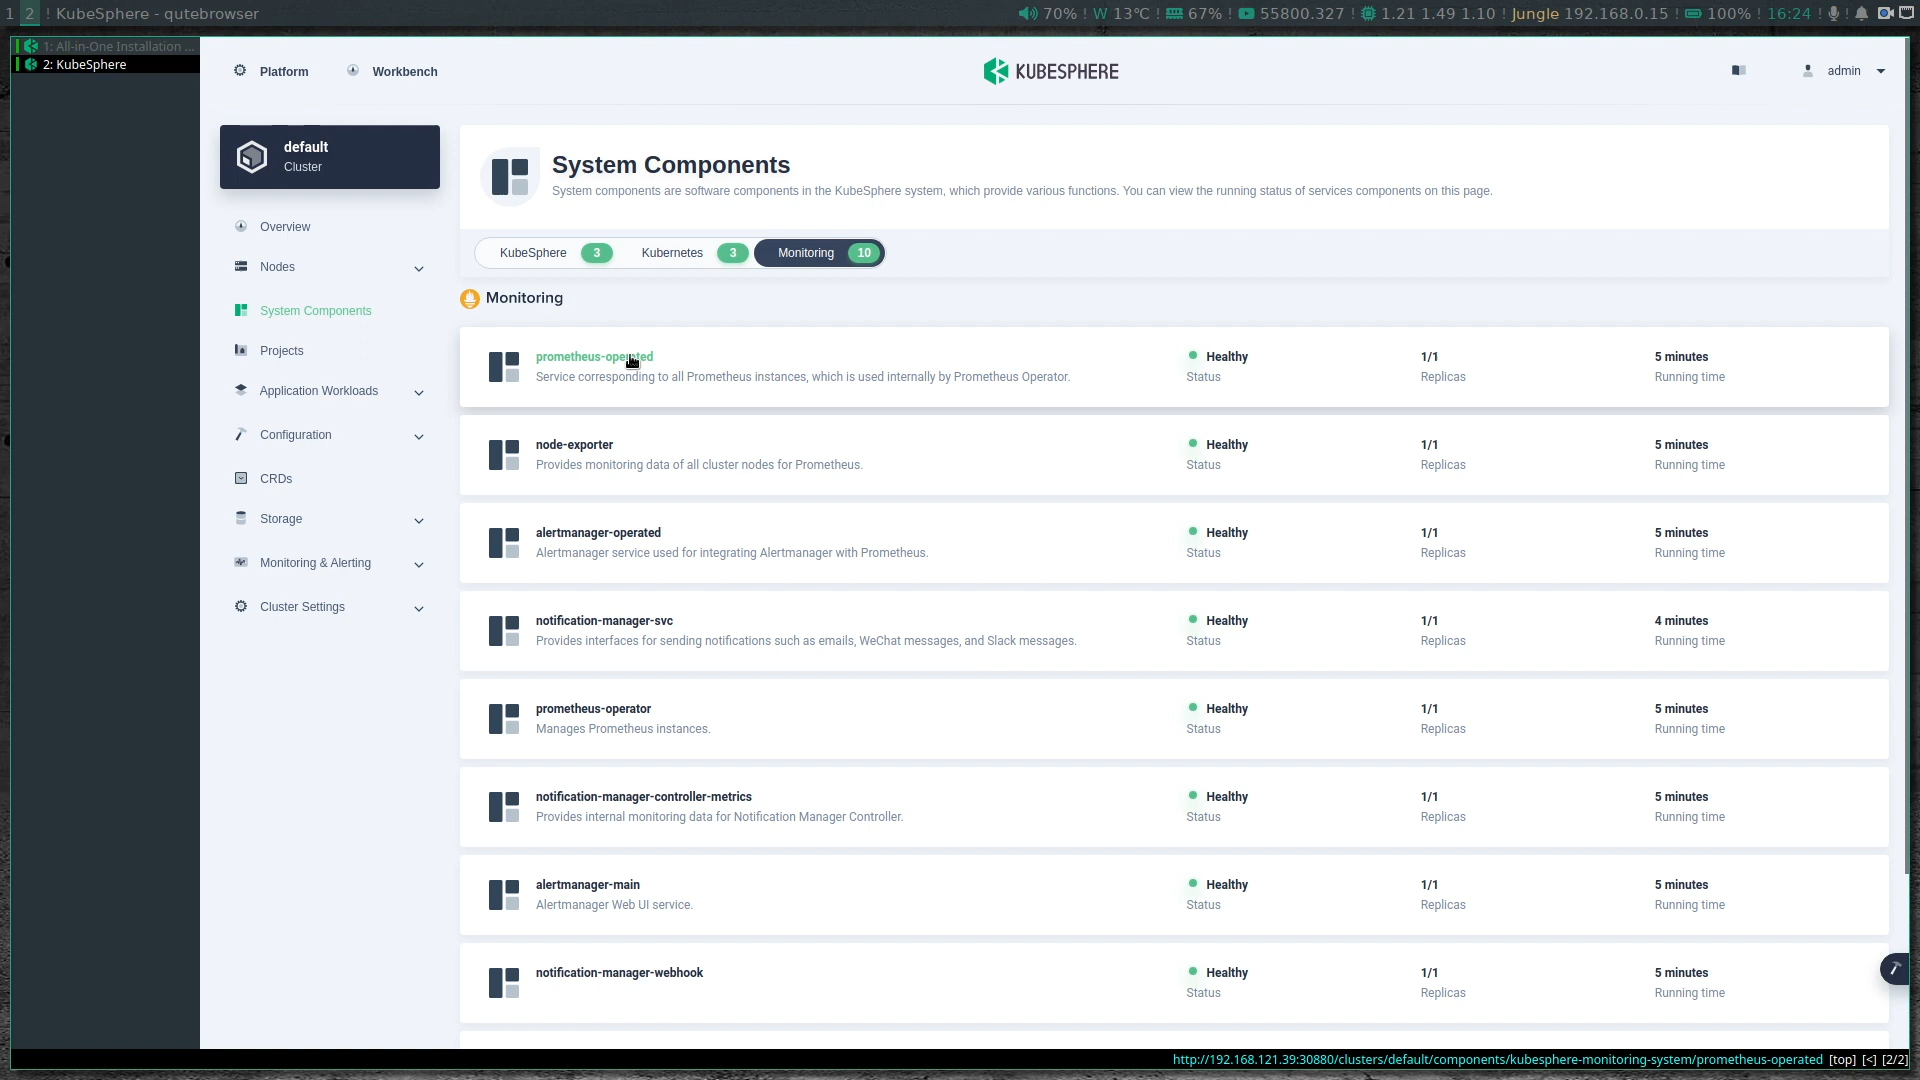 1 2 ! KubeSphere - qutebrowser
70% ! W 13°C ! 67% ! 55800.327 ! 1.21 1.49 1.10 ! Jungle 192.168.0.15 ! 100% ! 16:24 !
1: All-in-One Installation ...
2: KubeSphere
Platform
Workbench
KUBESPHERE
admin
default
Cluster
Overview
Nodes
System Components
Projects
Application Workloads
Configuration
CRDs
Storage
Monitoring & Alerting
Cluster Settings
System Components
System components are software components in the KubeSphere system, which provide various functions. You can view the running status of services components on this page.
KubeSphere 3 Kubernetes 3 Monitoring 10
Monitoring
prometheus-operated Healthy 1/1 5 minutes
Service corresponding to all Prometheus instances, which is used internally by Prometheus Operator. Status Replicas Running time
node-exporter Healthy 1/1 5 minutes
Provides monitoring data of all cluster nodes for Prometheus. Status Replicas Running time
alertmanager-operated Healthy 1/1 5 minutes
Alertmanager service used for integrating Alertmanager with Prometheus. Status Replicas Running time
notification-manager-svc Healthy 1/1 4 minutes
Provides interfaces for sending notifications such as emails, WeChat messages, and Slack messages. Status Replicas Running time
prometheus-operator Healthy 1/1 5 minutes
Manages Prometheus instances. Status Replicas Running time
notification-manager-controller-metrics Healthy 1/1 5 minutes
Provides internal monitoring data for Notification Manager Controller. Status Replicas Running time
alertmanager-main Healthy 1/1 5 minutes
Alertmanager Web UI service. Status Replicas Running time
notification-manager-webhook Healthy 1/1 5 minutes
Status Replicas Running time
http://192.168.121.39:30880/clusters/default/components/kubesphere-monitoring-system/prometheus-operated [top] [<] [2/2]